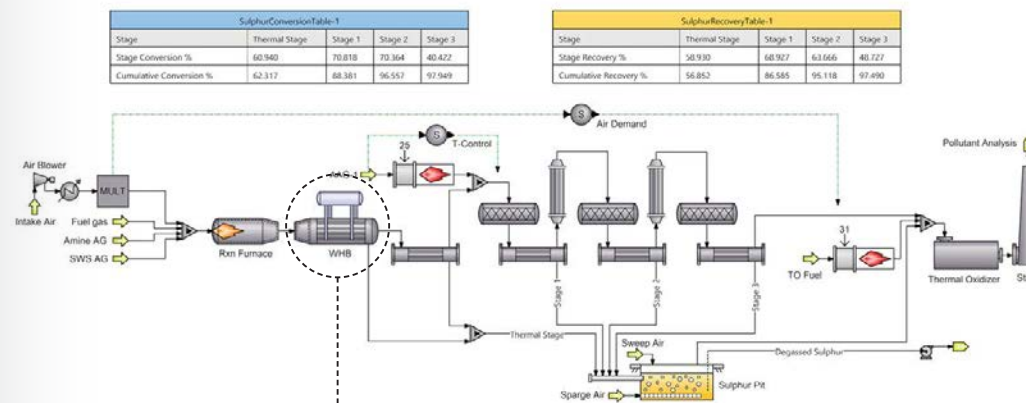 SulphurConversionTable-1
Stage Thermal Stage Stage 1 Stage 2 Stage 3
Stage Conversion % 60.940 70.818 70.364 40.422
Cumulative Conversion % 62.317 88.381 96.557 97.949
SulphurRecoveryTable-1
Stage Thermal Stage Stage 1 Stage 2 Stage 3
Stage Recovery % 58.930 68.927 63.666 48.727
Cumulative Recovery % 56.852 86.585 95.118 97.490
S
Air Demand
S
T-Control
25
Pollutant Analysis
Air Blower
MULT
Intake Air
Fuel gas
Amine AG
SWS AG
Rxn Furnace
WHB
31
TO Fuel
Thermal Oxidizer
Stage 1
Stage 2
Stage 3
Thermal Stage
Sweep Air
Degassed Sulphur
Sulphur Pit
Sparge Air